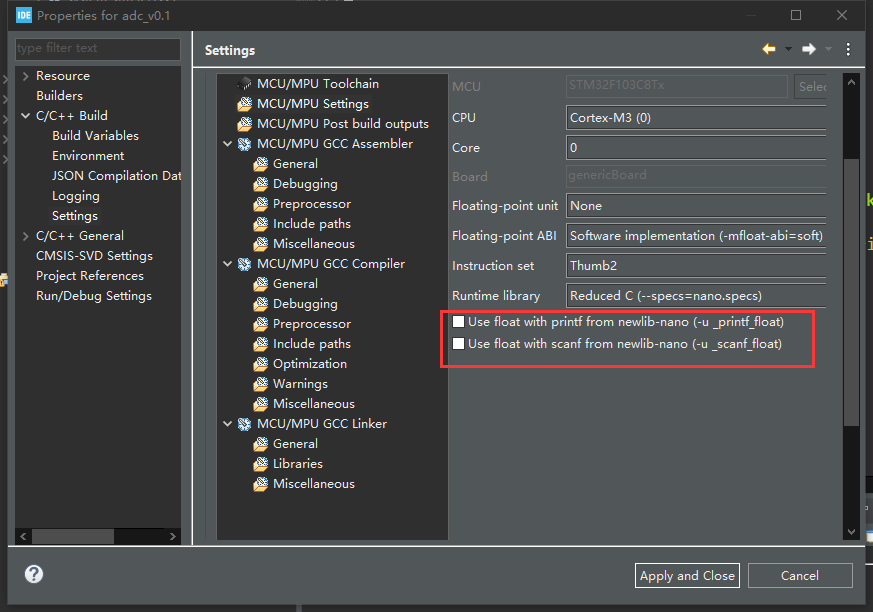 IDE Properties for adc_v0.1
type filter text
Resource
Builders
C/C++ Build
Build Variables
Environment
JSON Compilation Dat
Logging
Settings
C/C++ General
CMSIS-SVD Settings
Project References
Run/Debug Settings
Settings
MCU/MPU Toolchain
MCU/MPU Settings
MCU/MPU Post build outputs
MCU/MPU GCC Assembler
General
Debugging
Preprocessor
Include paths
Miscellaneous
MCU/MPU GCC Compiler
General
Debugging
Preprocessor
Include paths
Optimization
Warnings
Miscellaneous
MCU/MPU GCC Linker
General
Libraries
Miscellaneous
MCU STM32F103C8Tx Selec
CPU Cortex-M3 (0)
Core 0
Board genericBoard
Floating-point unit None
Floating-point ABI Software implementation (-mfloat-abi=soft)
Instruction set Thumb2
Runtime library Reduced C (--specs=nano.specs)
Use float with printf from newlib-nano (-u _printf_float)
Use float with scanf from newlib-nano (-u _scanf_float)
?
Apply and Close
Cancel